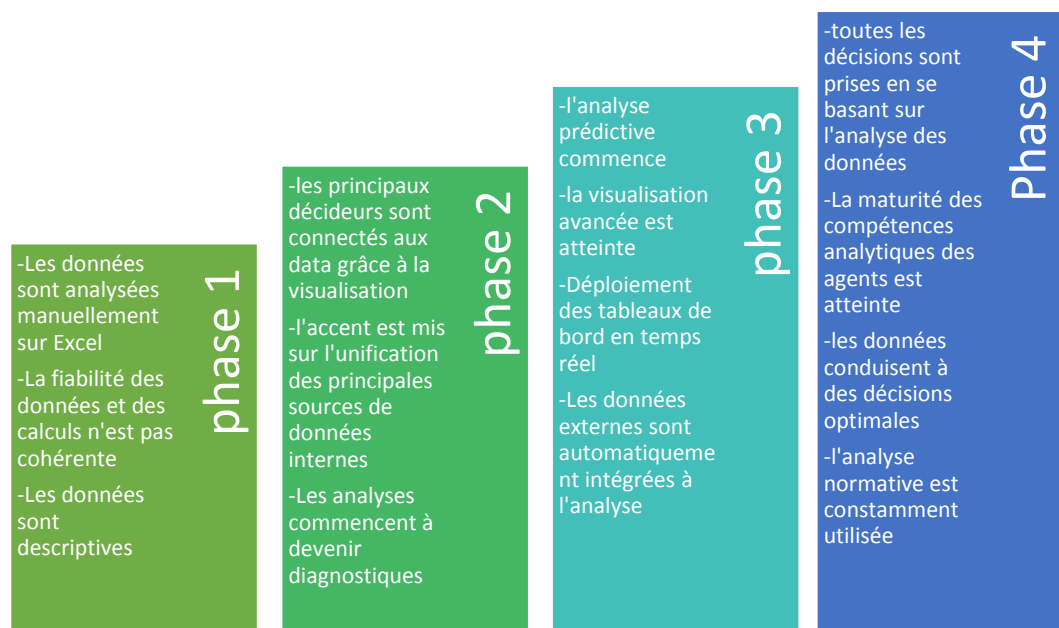 phase 1
-Les données
sont analysées
manuellement
sur Excel
-La fiabilité des
données et des
calculs n'est pas
cohérente
-Les données
sont
descriptives
phase 2
-les principaux
décideurs sont
connectés aux
data grâce à la
visualisation
-l'accent est mis
sur l'unification
des principales
sources de
données
internes
-Les analyses
commencent à
devenir
diagnostiques
phase 3
-l'analyse
prédictive
commence
-la visualisation
avancée est
atteinte
-Déploiement
des tableaux de
bord en temps
réel
-Les données
externes sont
automatiqueme
nt intégrées à
l'analyse
Phase 4
-toutes les
décisions sont
prises en se
basant sur
l'analyse des
données
-La maturité des
compétences
analytiques des
agents est
atteinte
-les données
conduisent à
des décisions
optimales
-l'analyse
normative est
constamment
utilisée